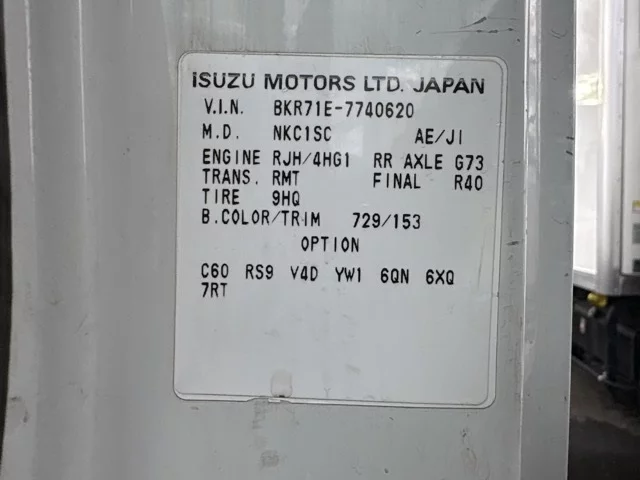 ISUZU MOTORS LTD. JAPAN
V.I.N. BKR71E-7740620
M.D. NKC1SC AE/JI
ENGINE RJH/4HG1 RR AXLE G73
TRANS. RMT FINAL R40
TIRE 9HQ
B.COLOR/TRIM 729/153
OPTION
C60 RS9 V4D YW1 6QN 6XQ
7RT